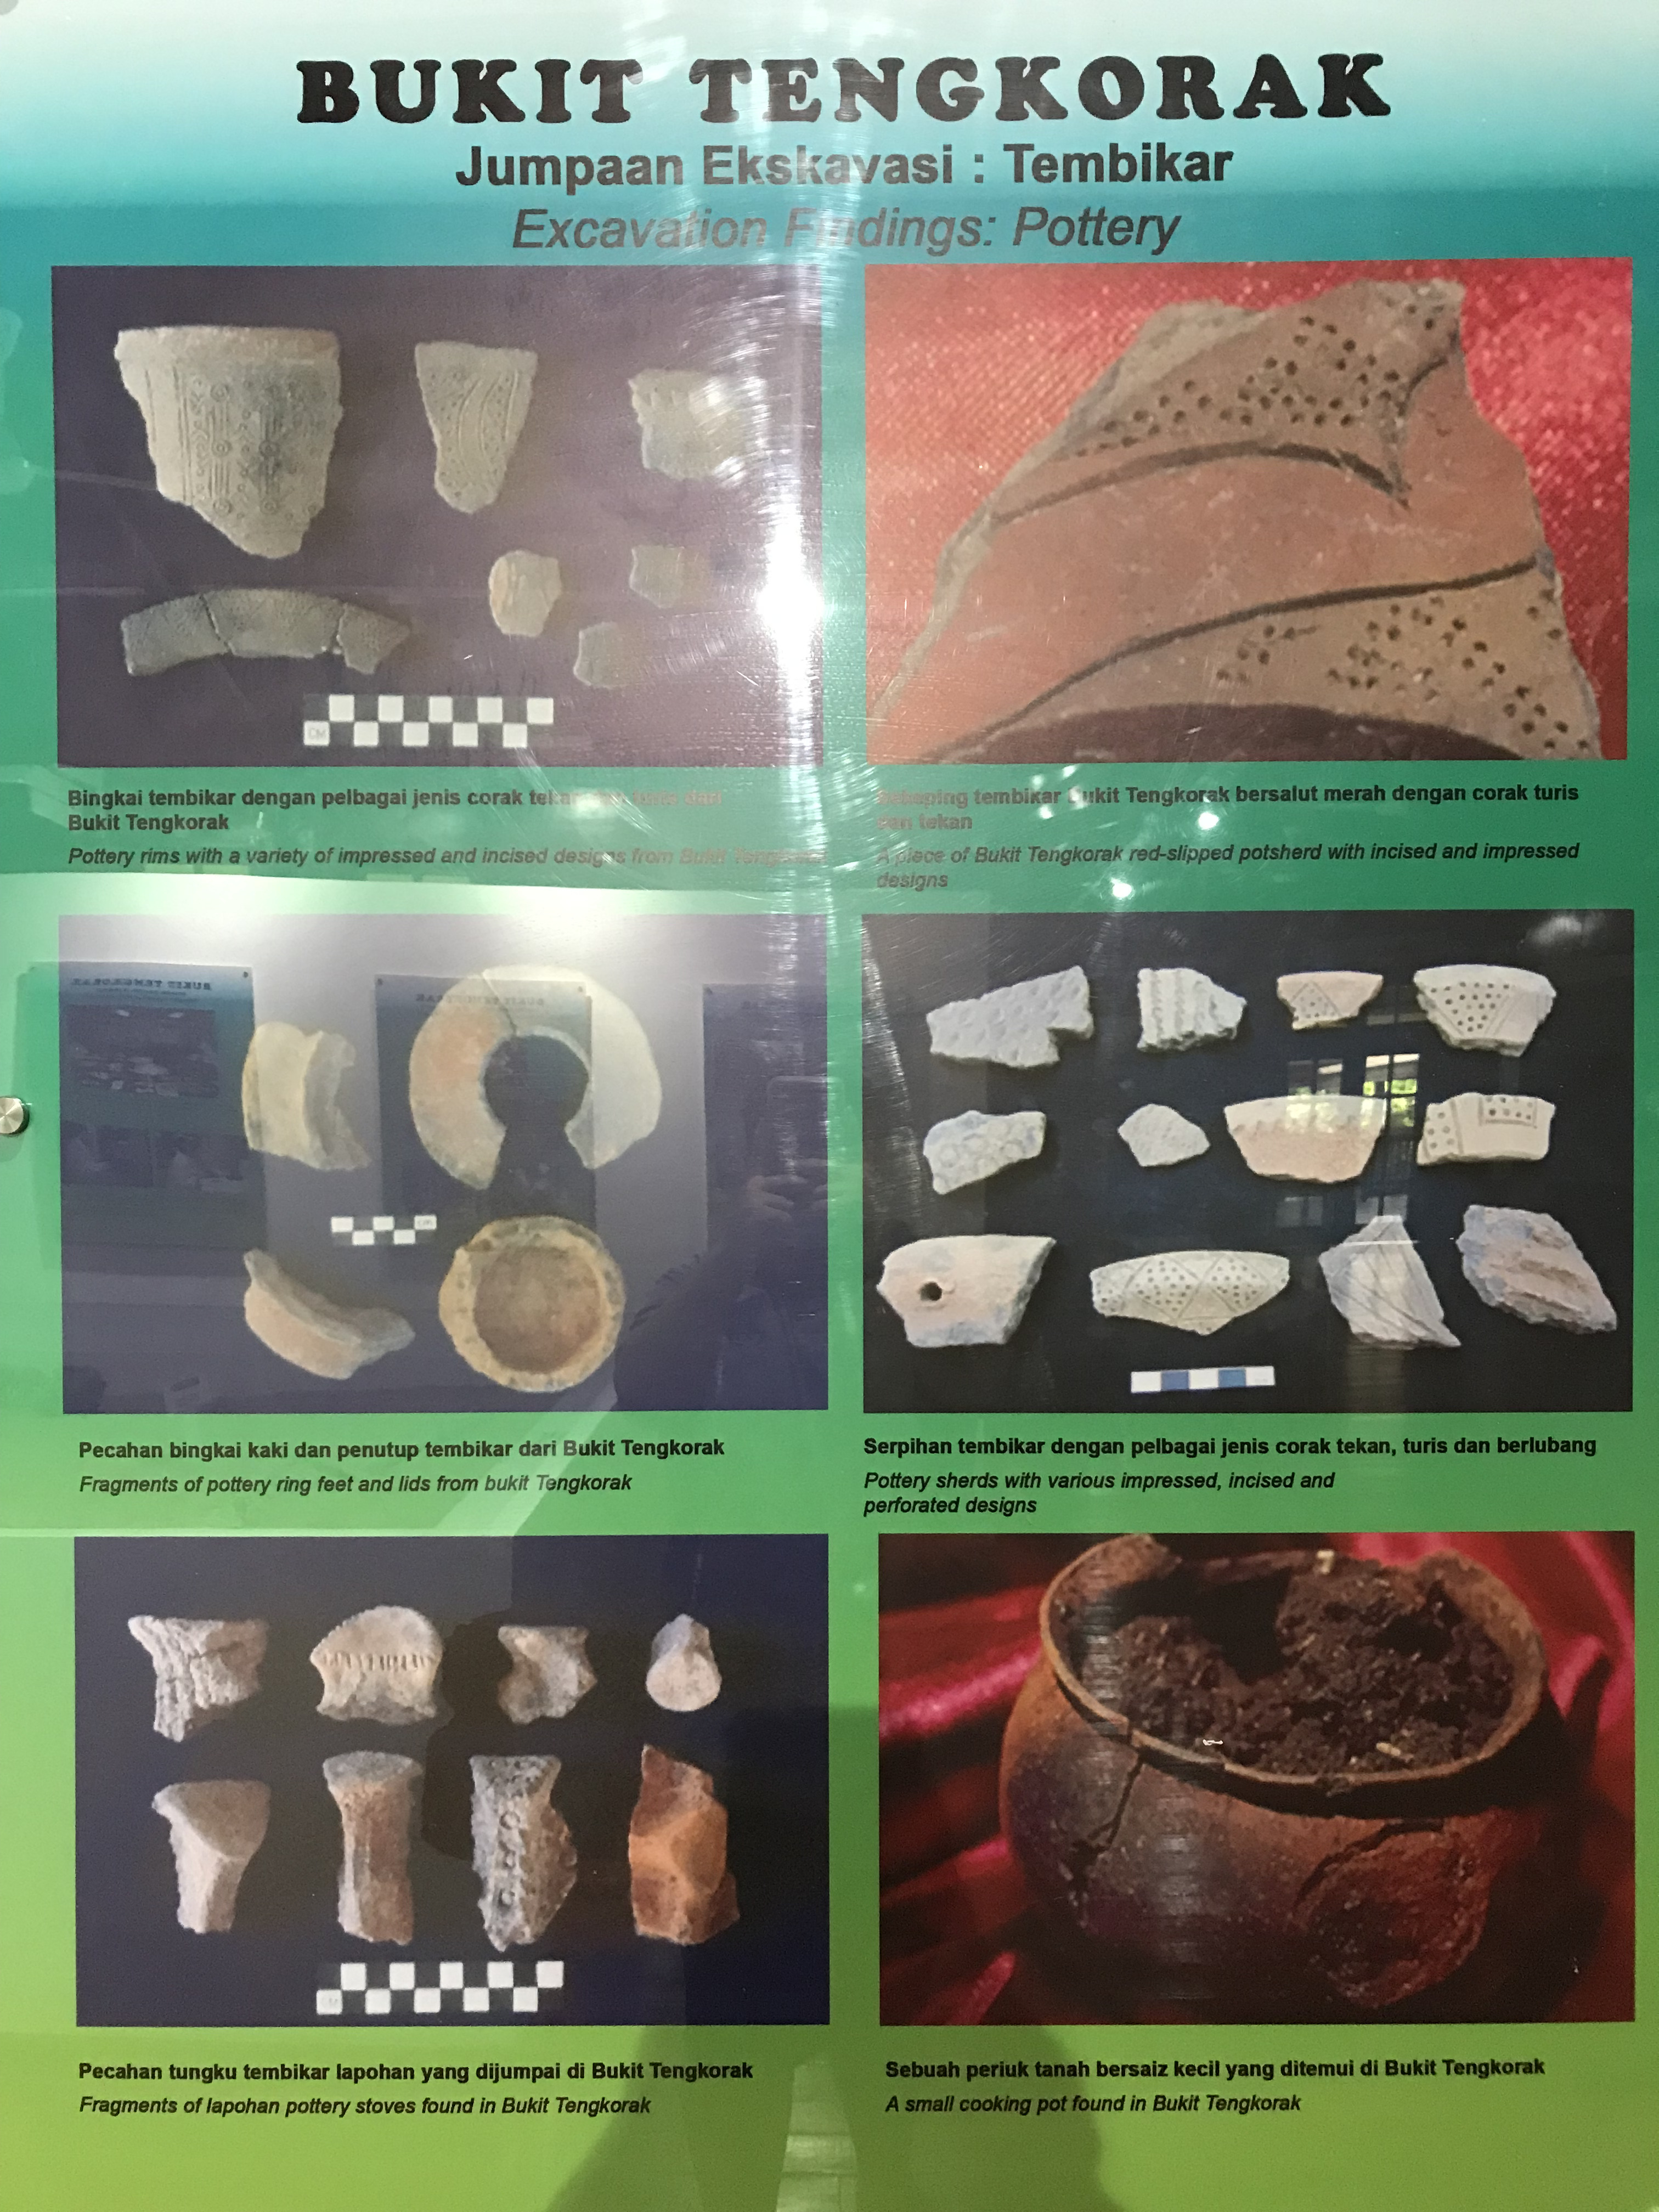 BUKIT TENGKORAK
Jumpaan Ekskavasi : Tembikar
Excavation Findings: Pottery
CM
Bingkai tembikar dengan pelbagai jenis corak tekan dan turis dari
Bukit Tengkorak
Pottery rims with a variety of impressed and incised designs from Bukit Tengkorak
tembikar Bukit Tengkorak bersalut merah dengan corak turis
dan tekan
A piece of Bukit Tengkorak red-slipped potsherd with incised and impressed
designs
BUKIT TENGKORAK
Pecahan bingkai kaki dan penutup tembikar dari Bukit Tengkorak
Fragments of pottery ring feet and lids from bukit Tengkorak
Serpihan tembikar dengan pelbagai jenis corak tekan, turis dan berlubang
Pottery sherds with various impressed, incised and
perforated designs
Pecahan tungku tembikar lapohan yang dijumpai di Bukit Tengkorak
Fragments of lapohan pottery stoves found in Bukit Tengkorak
Sebuah periuk tanah bersaiz kecil yang ditemui di Bukit Tengkorak
A small cooking pot found in Bukit Tengkorak